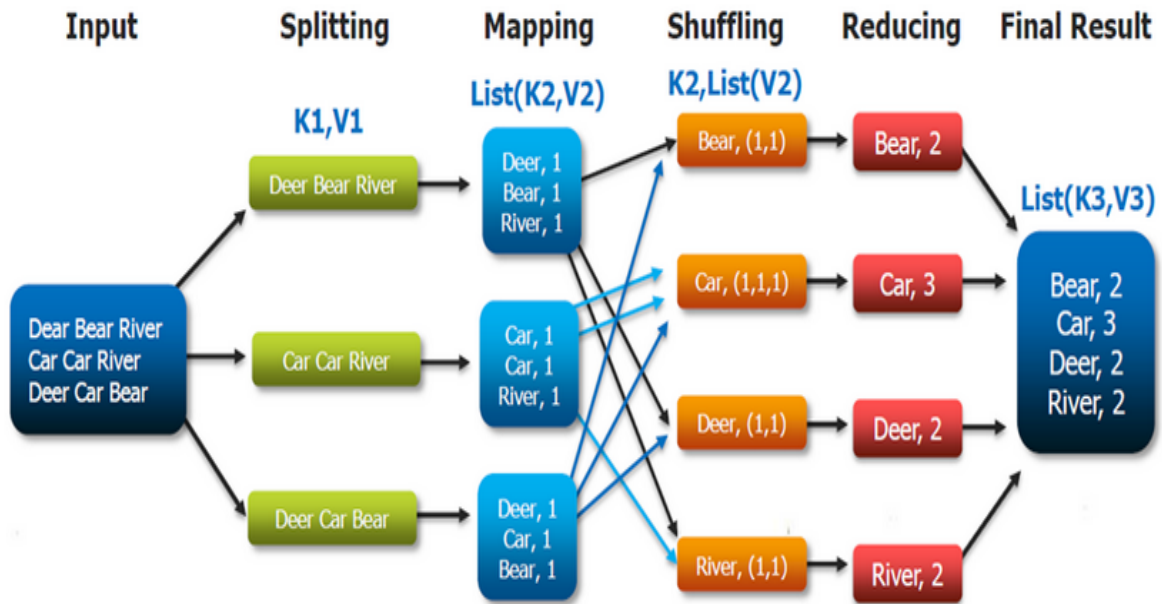 Input
Splitting
Mapping
Shuffling
Reducing
Final Result
K1,V1
List(K2,V2)
K2,List(V2)
List(K3,V3)
Dear Bear River
Car Car River
Deer Car Bear
Deer Bear River
Car Car River
Deer Car Bear
Deer, 1
Bear, 1
River, 1
Car, 1
Car, 1
River, 1
Deer, 1
Car, 1
Bear, 1
Bear, (1,1)
Car, (1,1,1)
Deer, (1,1)
River, (1,1)
Bear, 2
Car, 3
Deer, 2
River, 2
Bear, 2
Car, 3
Deer, 2
River, 2